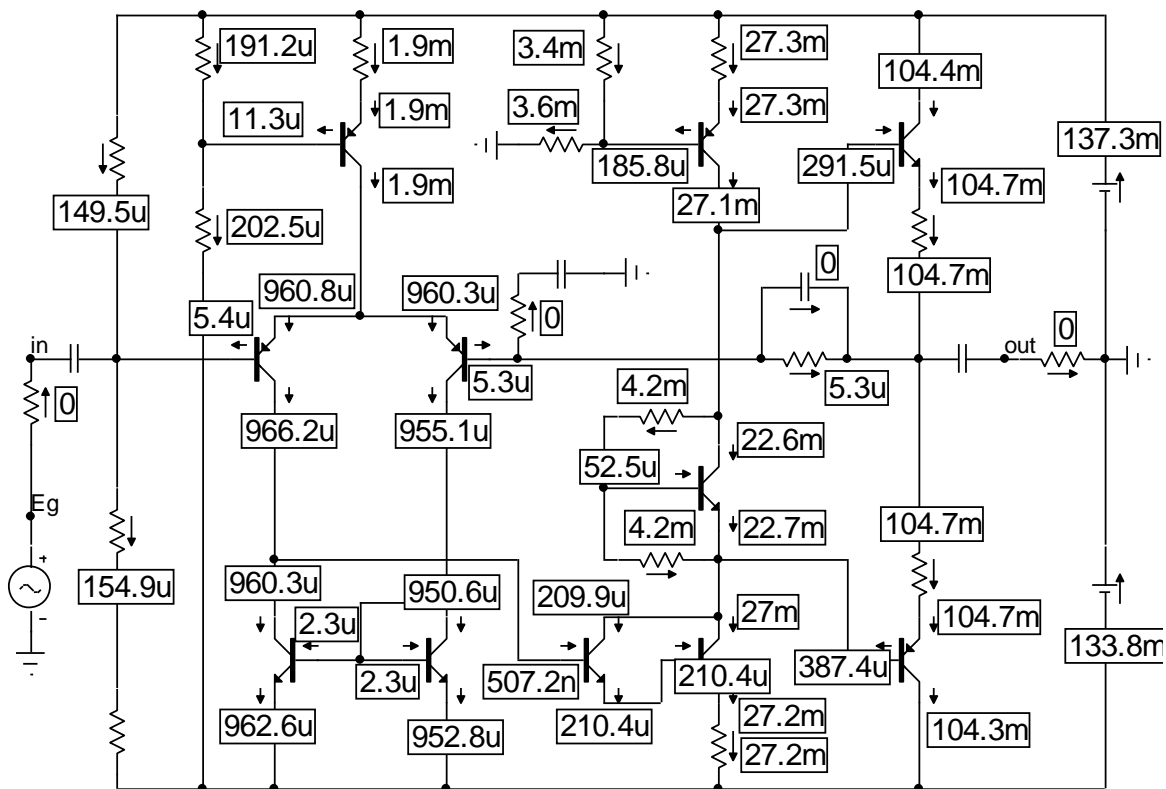 191.2u
1.9m
3.4m
27.3m
104.4m
11.3u
1.9m
3.6m
27.3m
137.3m
149.5u
1.9m
185.8u
27.1m
291.5u
104.7m
202.5u
104.7m
960.8u
960.3u
0
5.4u
0
0
in
out
0
5.3u
4.2m
5.3u
966.2u
955.1u
22.6m
52.5u
Eg
4.2m
22.7m
104.7m
+
154.9u
960.3u
950.6u
209.9u
27m
104.7m
-
2.3u
2.3u
507.2n
210.4u
387.4u
133.8m
962.6u
952.8u
210.4u
27.2m
27.2m
104.3m